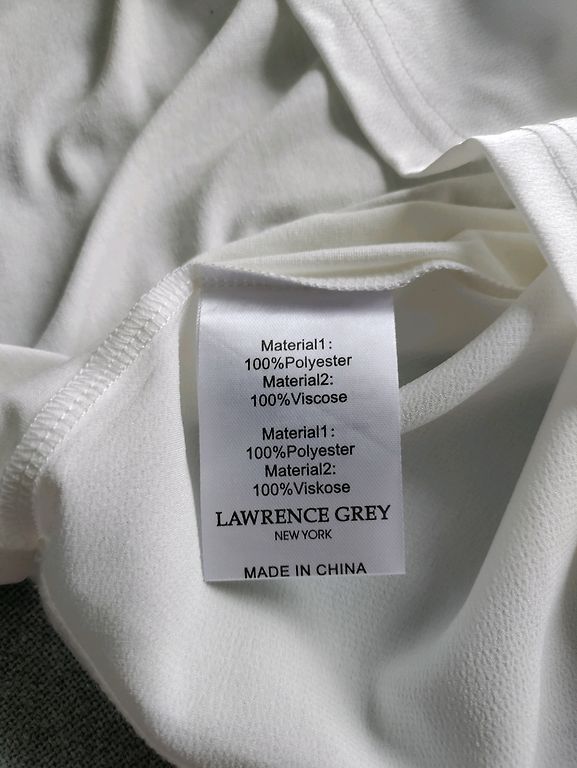 Material1:
100%Polyester
Material2:
100%Viscose
Material1:
100%Polyester
Material2:
100%Viskose
LAWRENCE GREY
NEW YORK
MADE IN CHINA